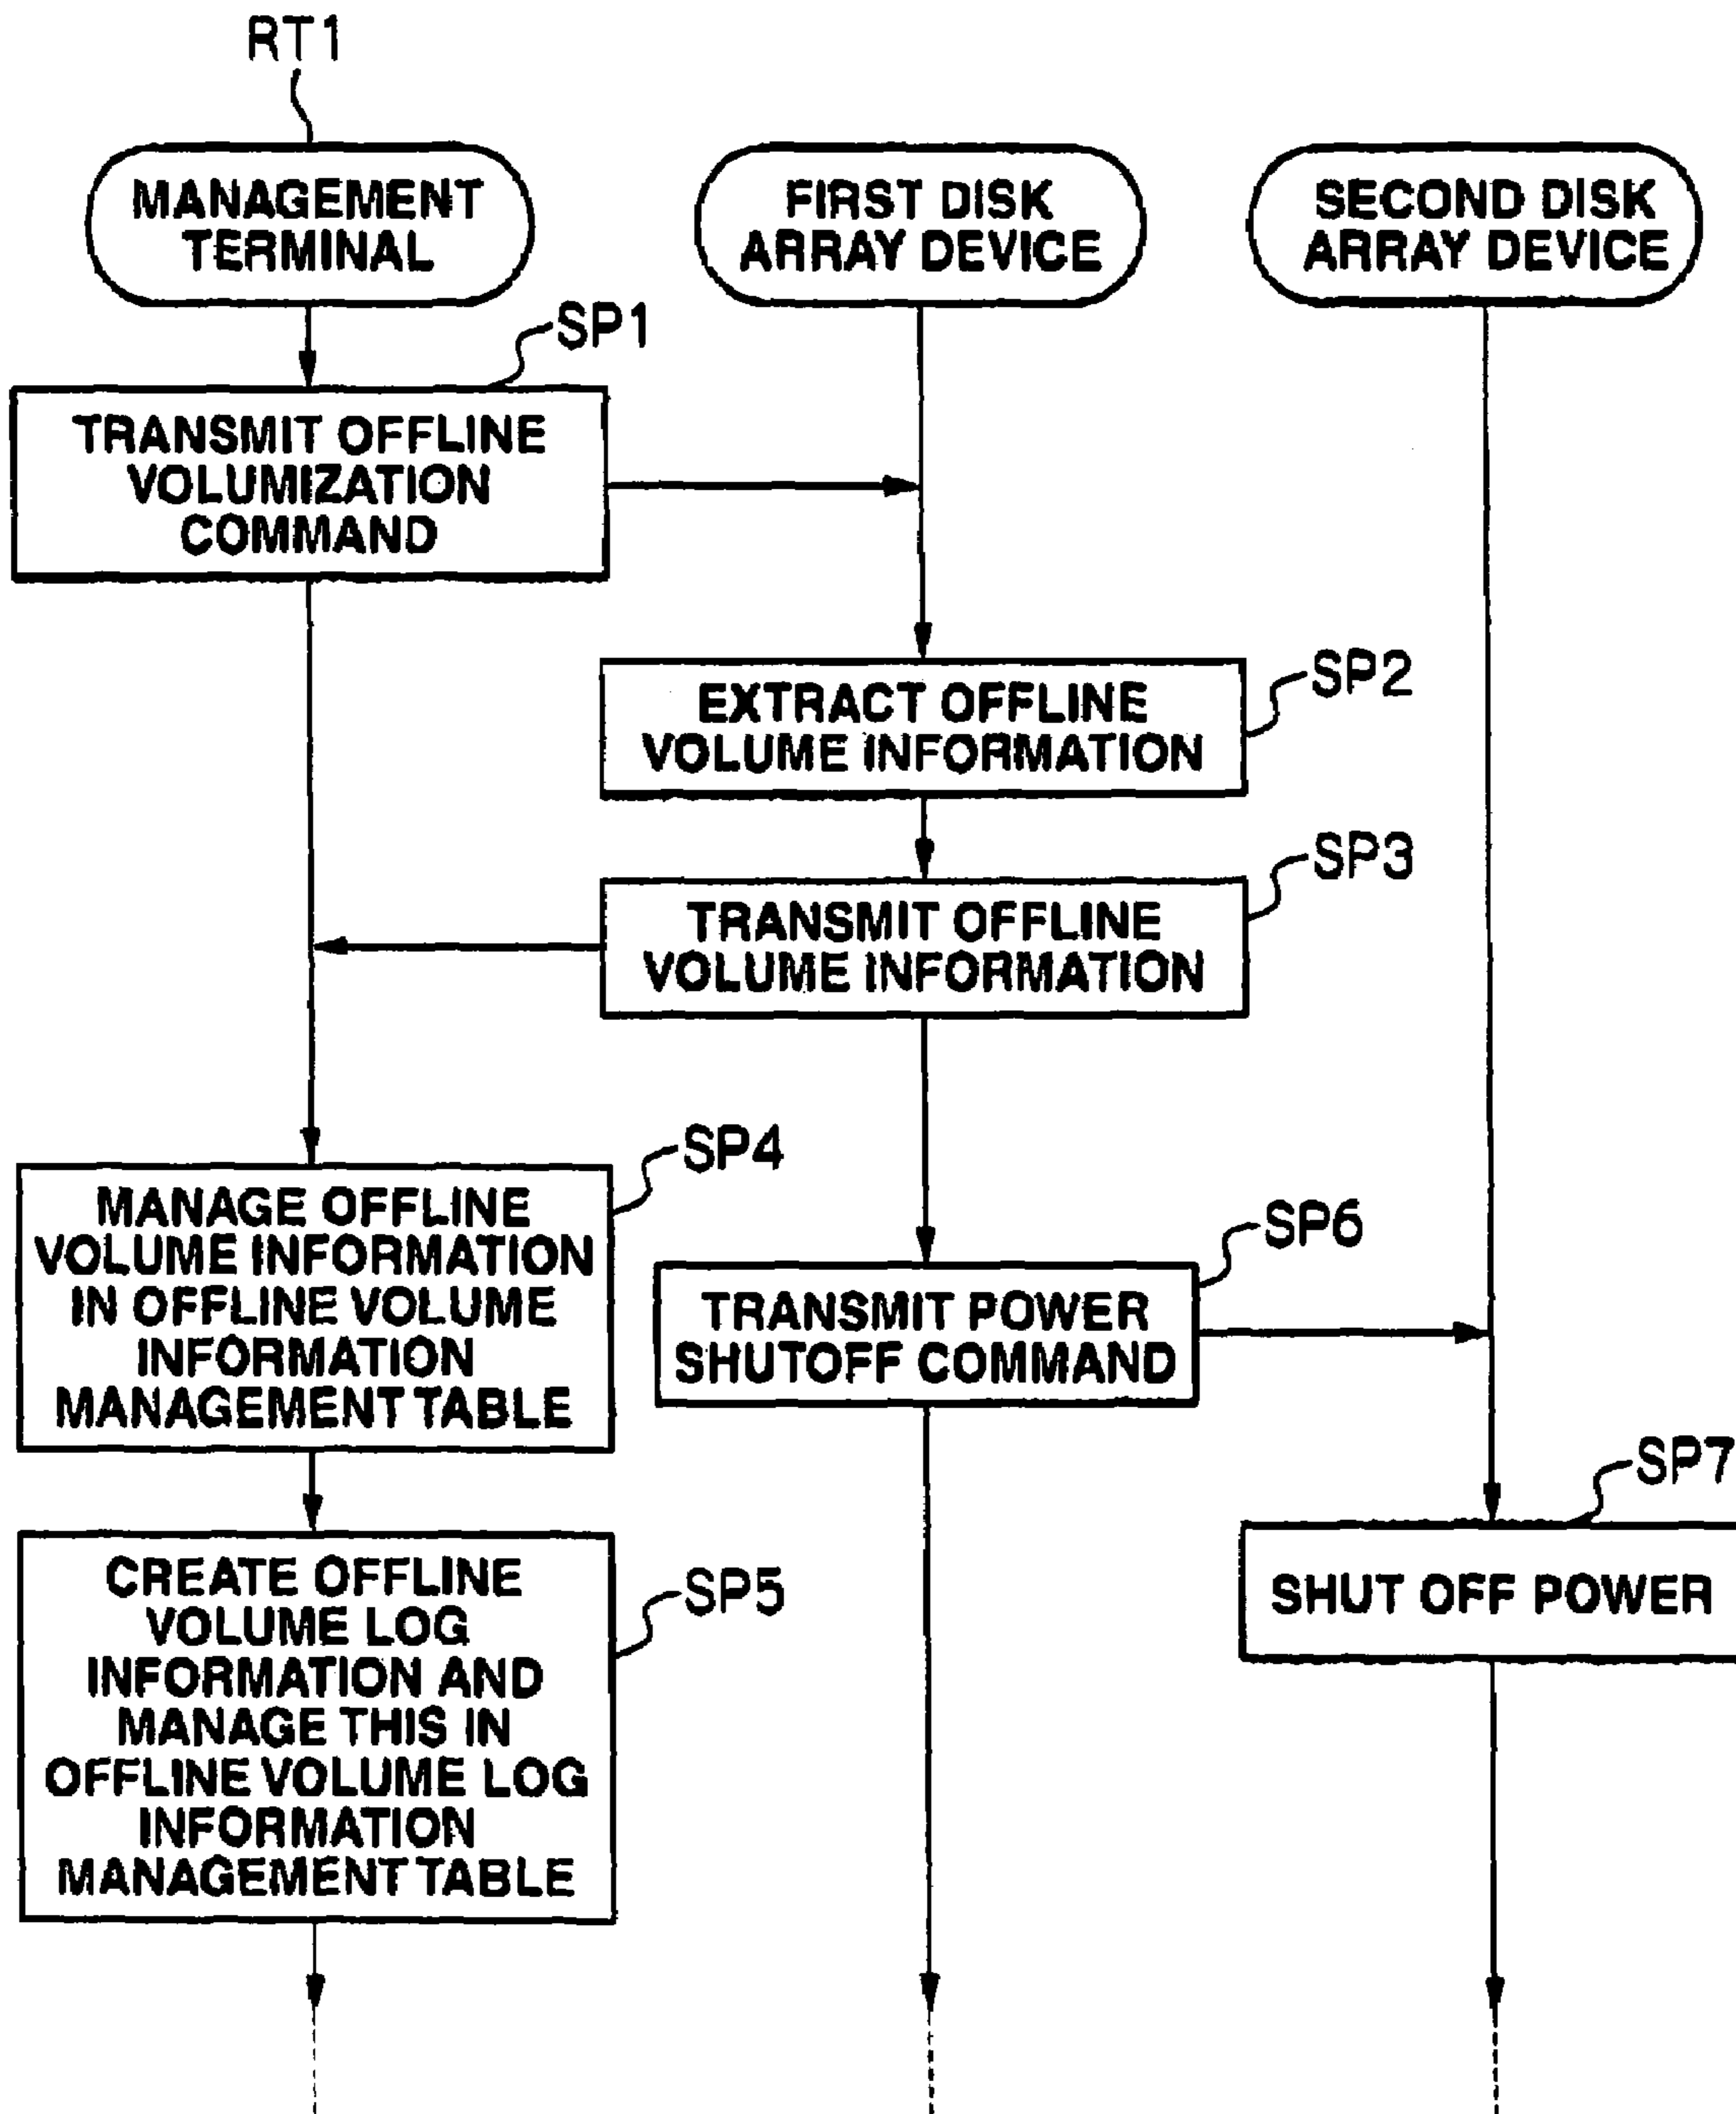 RT1
MANAGEMENT
TERMINAL
FIRST DISK
ARRAY DEVICE
SECOND DISK
ARRAY DEVICE
SP1
TRANSMIT OFFLINE
VOLUMIZATION
COMMAND
SP2
EXTRACT OFFLINE
VOLUME INFORMATION
SP3
TRANSMIT OFFLINE
VOLUME INFORMATION
SP4
MANAGE OFFLINE
VOLUME INFORMATION
IN OFFLINE VOLUME
INFORMATION
MANAGEMENT TABLE
SP6
TRANSMIT POWER
SHUTOFF COMMAND
SP7
SHUT OFF POWER
SP5
CREATE OFFLINE
VOLUME LOG
INFORMATION AND
MANAGE THIS IN
OFFLINE VOLUME LOG
INFORMATION
MANAGEMENT TABLE